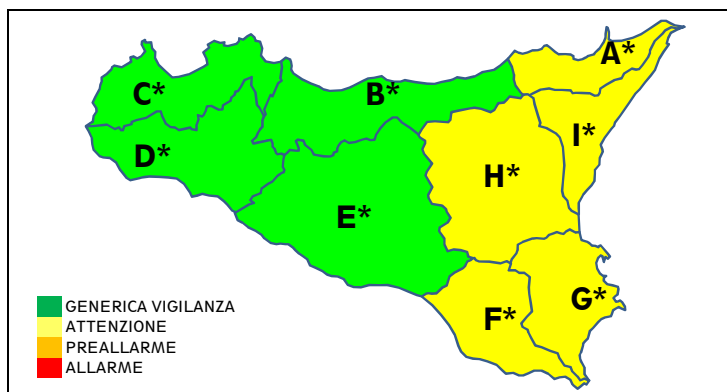 A*
C*
B*
I*
D*
H*
E*
G*
F*
GENERICA VIGILANZA
ATTENZIONE
PREALLARME
ALLARME